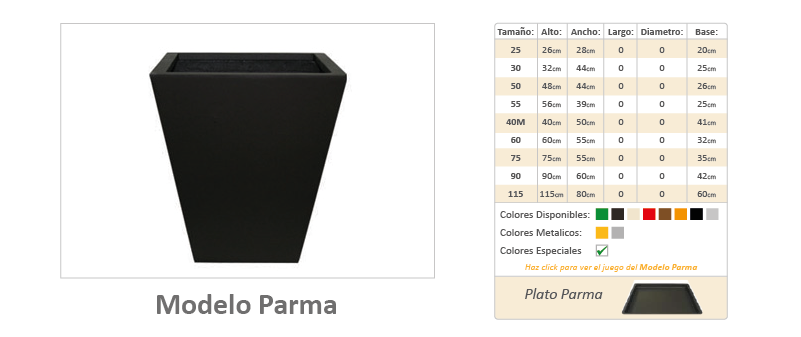 Modelo Parma
Tamaño: Alto: Ancho: Largo: Diametro: Base:
25 26cm 28cm 0 0 20cm
30 32cm 44cm 0 0 25cm
50 48cm 44cm 0 0 26cm
55 56cm 39cm 0 0 25cm
40M 40cm 50cm 0 0 41cm
60 60cm 55cm 0 0 32cm
75 75cm 55cm 0 0 35cm
90 90cm 60cm 0 0 42cm
115 115cm 80cm 0 0 60cm
Colores Disponibles:
Colores Metalicos:
Colores Especiales
Haz click para ver el juego del Modelo Parma
Plato Parma